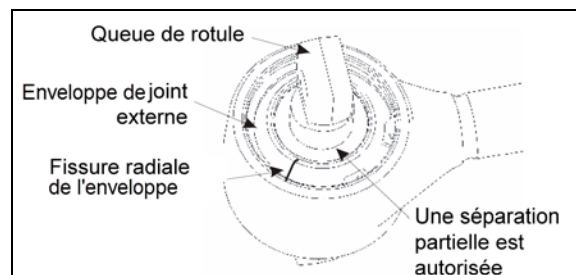 Queue de rotule
Enveloppe de joint
externe
Fissure radiale
de l'enveloppe
Une séparation
partielle est
autorisée